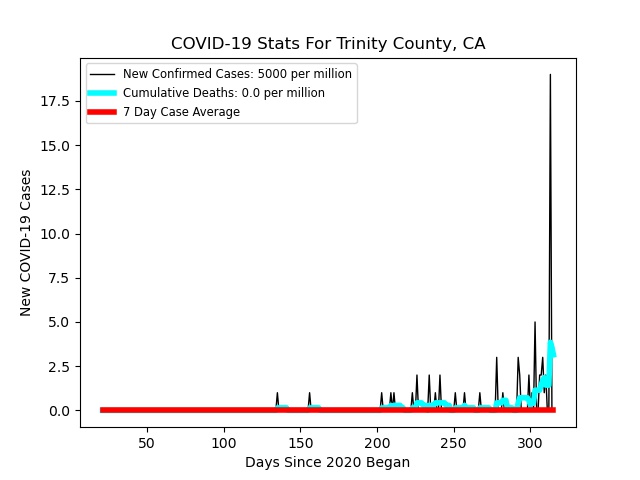 COVID-19 Stats For Trinity County, CA
New Confirmed Cases: 5000 per million
Cumulative Deaths: 0.0 per million
7 Day Case Average
New COVID-19 Cases
17.5
15.0
12.5
10.0
7.5
5.0
2.5
0.0
50 100 150 200 250 300
Days Since 2020 Began